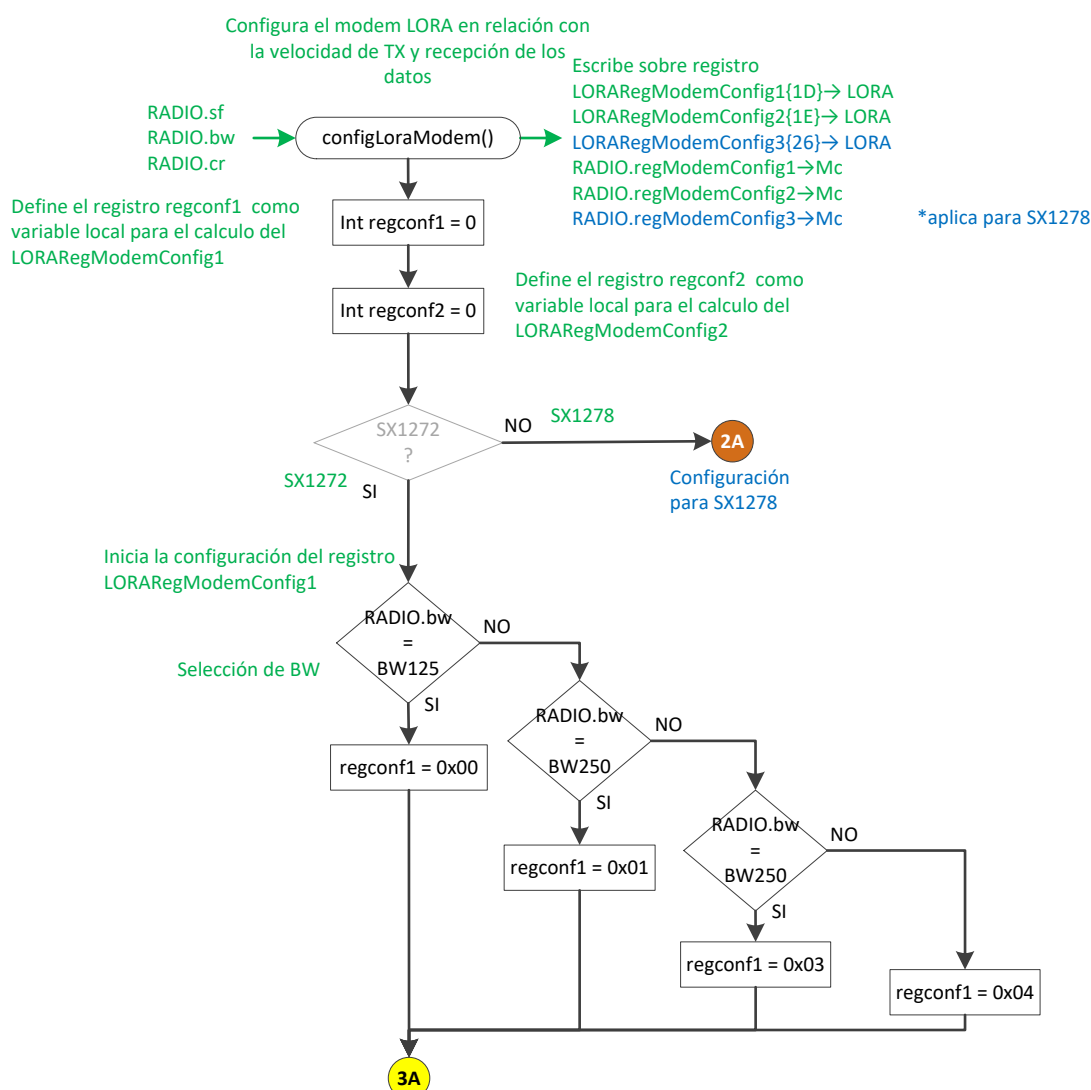 Configura el modem LORA en relación con
la velocidad de TX y recepción de los
datos
RADIO.sf
RADIO.bw
RADIO.cr
configLoraModem()
Escribe sobre registro
LORARegModemConfig1{1D}→ LORA
LORARegModemConfig2{1E}→ LORA
LORARegModemConfig3{26}→ LORA
RADIO.regModemConfig1→Mc
RADIO.regModemConfig2→Mc
RADIO.regModemConfig3→Mc
*aplica para SX1278
Define el registro regconf1  como
variable local para el calculo del
LORARegModemConfig1
Int regconf1 = 0
Int regconf2 = 0
Define el registro regconf2  como
variable local para el calculo del
LORARegModemConfig2
SX1272
?
NO
SX1278
2A
Configuración
para SX1278
SX1272
SI
Inicia la configuración del registro
LORARegModemConfig1
RADIO.bw
=
BW125
NO
Selección de BW
SI
regconf1 = 0x00
RADIO.bw
=
BW250
NO
SI
regconf1 = 0x01
RADIO.bw
=
BW250
NO
SI
regconf1 = 0x03
regconf1 = 0x04
3A